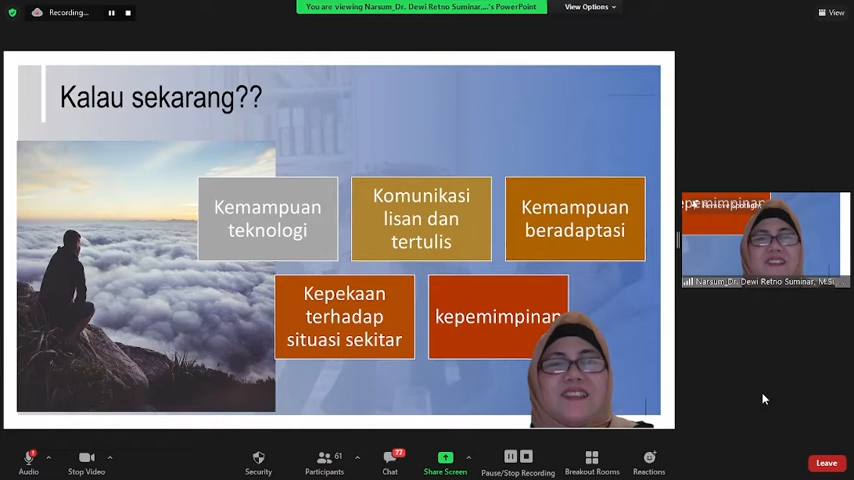 Recording...
You are viewing Narsum_Dr. Dewi Retno Suminar,...'s PowerPoint
View Options
View
Kalau sekarang??
Kemampuan
teknologi
Komunikasi
lisan dan
tertulis
Kemampuan
beradaptasi
Kepekaan
terhadap
situasi sekitar
kepemimpinan
Narsum_Dr. Dewi Retno Suminar, M.Si
1
Audio
Stop Video
Security
61
Participants
77
Chat
Share Screen
Pause/Stop Recording
Breakout Rooms
Reactions
Leave